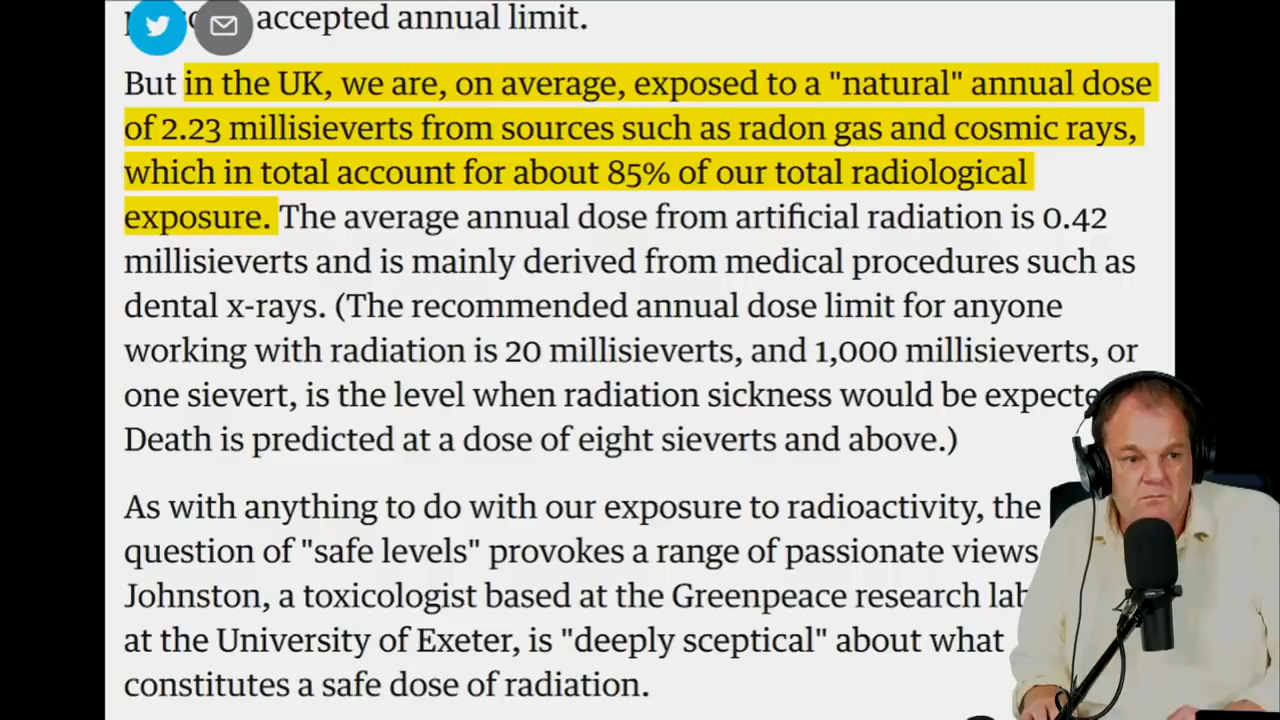 accepted annual limit.
But in the UK, we are, on average, exposed to a "natural" annual dose
of 2.23 millisieverts from sources such as radon gas and cosmic rays,
which in total account for about 85% of our total radiological
exposure. The average annual dose from artificial radiation is 0.42
millisieverts and is mainly derived from medical procedures such as
dental x-rays. (The recommended annual dose limit for anyone
working with radiation is 20 millisieverts, and 1,000 millisieverts, or
one sievert, is the level when radiation sickness would be expecte
Death is predicted at a dose of eight sieverts and above.)
As with anything to do with our exposure to radioactivity, the
question of "safe levels" provokes a range of passionate views
Johnston, a toxicologist based at the Greenpeace research lab
at the University of Exeter, is "deeply sceptical" about what
constitutes a safe dose of radiation.